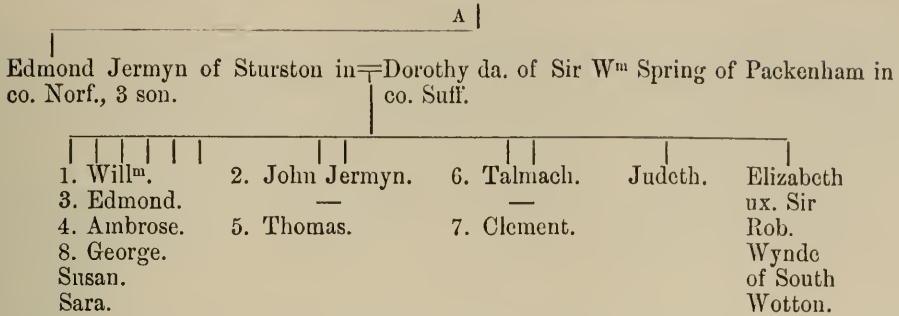 A
Edmond Jermyn of Sturston in Dorothy da. of Sir Wm Spring of Packenham in
co. Norf., 3 son. co. Suff.
1. Willm. 2. John Jermyn. 6. Talmach. Judeth. Elizabeth
3. Edmond. — — ux. Sir
4. Ambrose. 5. Thomas. 7. Clement. Rob.
8. George. Wynde
Susan. of South
Sara. Wotton.